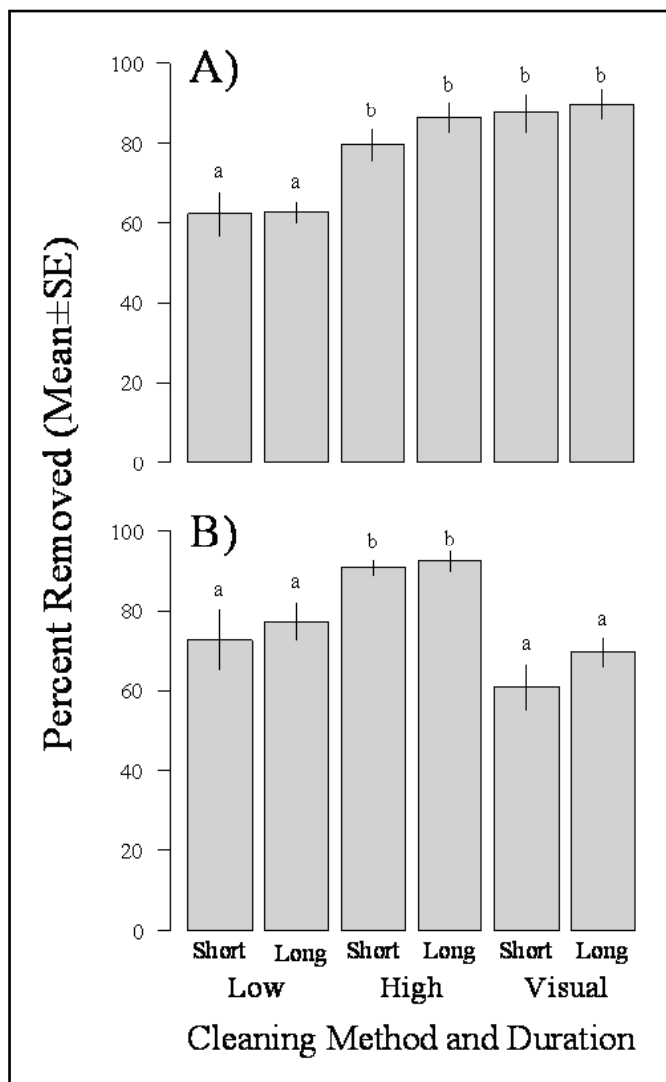 Percent Removed (Mean±SE)
A)
100
80
60
40
20
0
a
a
b
b
b
b
B)
100
80
60
40
20
0
a
a
b
b
a
a
Short Long Short Long Short Long
Low High Visual
Cleaning Method and Duration